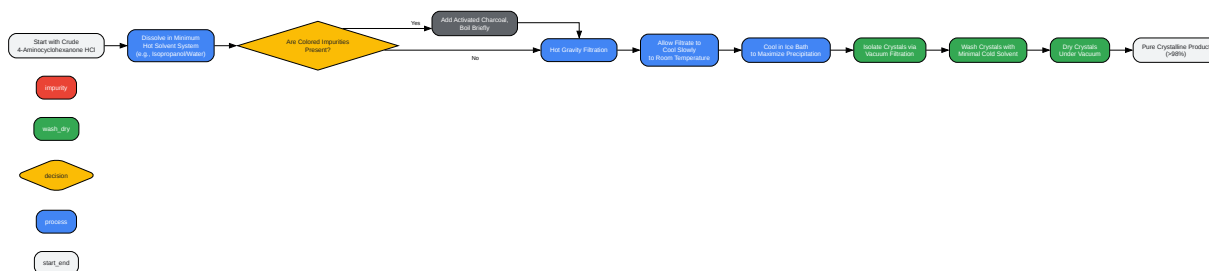 Start with Crude
4-Aminocyclohexanone HCl
Dissolve in Minimum
Hot Solvent System
(e.g., Isopropanol/Water)
Are Colored Impurities
Present?
Yes
Add Activated Charcoal,
Boil Briefly
No
Hot Gravity Filtration
Allow Filtrate to
Cool Slowly
to Room Temperature
Cool in Ice Bath
to Maximize Precipitation
Isolate Crystals via
Vacuum Filtration
Wash Crystals with
Minimal Cold Solvent
Dry Crystals
Under Vacuum
Pure Crystalline Product
(>98%)
impurity
wash_dry
decision
process
start_end